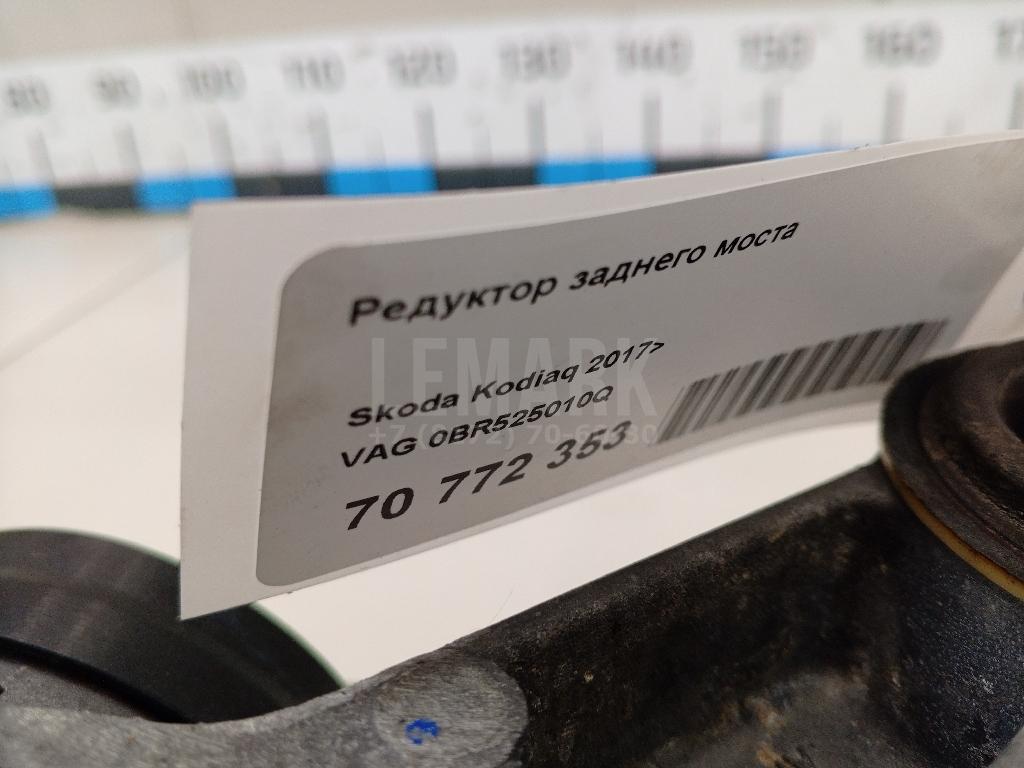 80 90 100 110 120 130 140 150 160
Редуктор заднего моста
LEMARK
Skoda Kodiaq 2017>
VAG 0BR525010Q
70 772 353